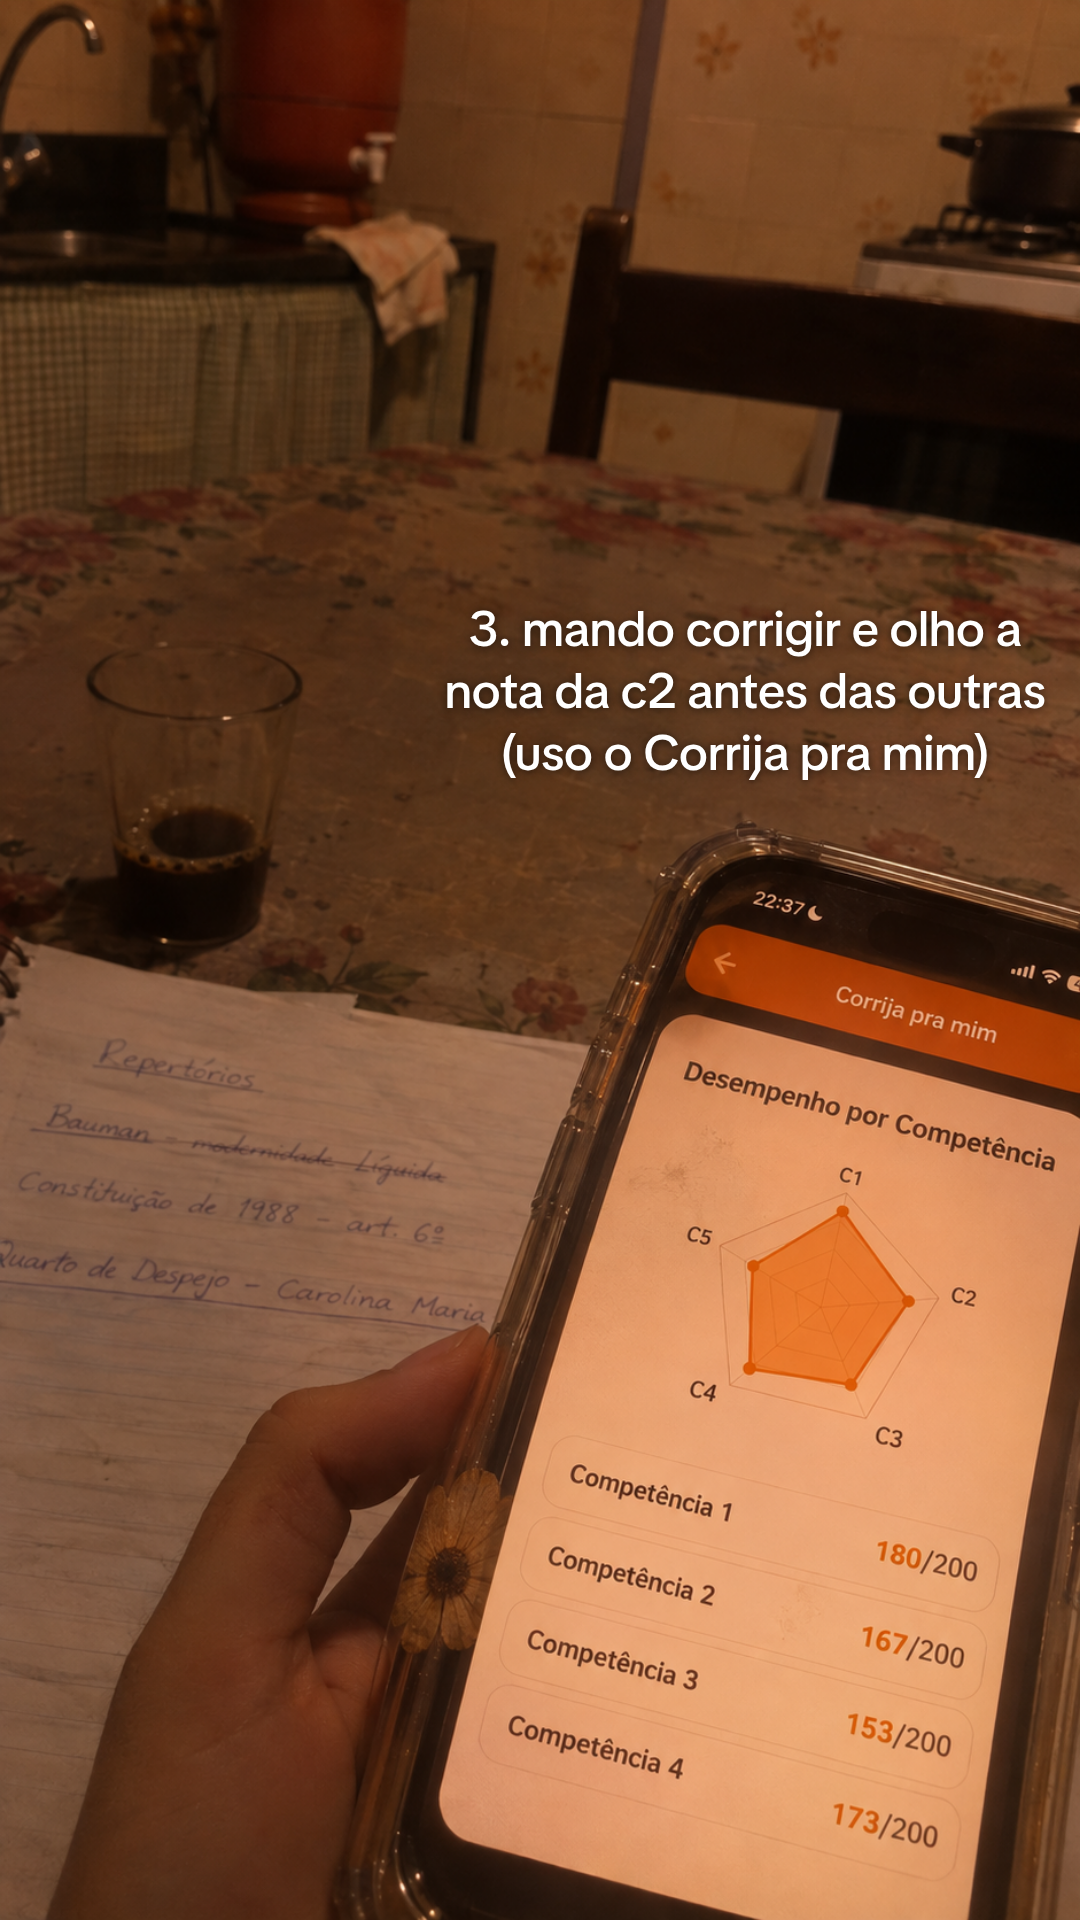 3. mando corrigir e olho a
nota da c2 antes das outras
(uso o Corrija pra mim)
22:37
Corrija pra mim
Desempenho por Competência
C1
C5
C2
C4
C3
Competência 1
180/200
Competência 2
167/200
Competência 3
153/200
Competência 4
173/200
Repertórios
Bauman - modernidade Líquida
Constituição de 1988 - art. 6º
Quarto de Despejo - Carolina Maria